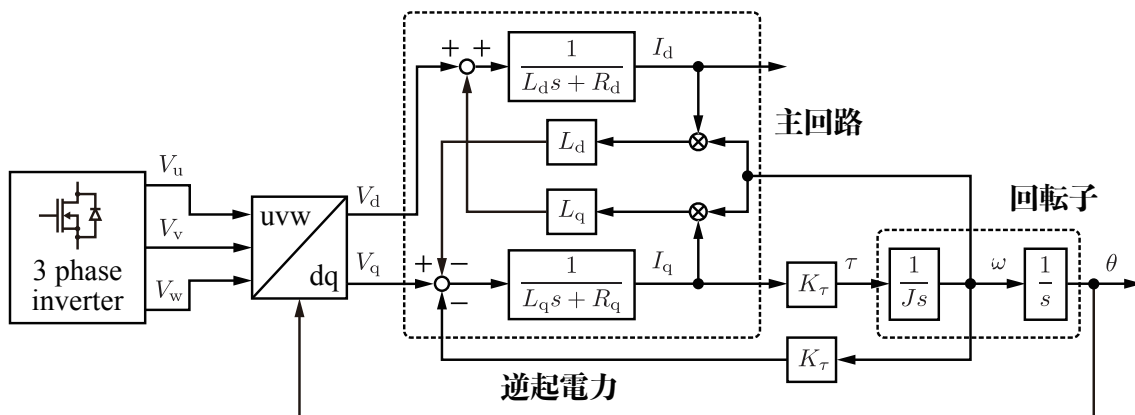 3 phase
inverter
V_u
V_v
V_w
uvw
dq
V_d
V_q
+ +
1
L_d s + R_d
I_d
主回路
L_d
L_q
+ −
−
1
L_q s + R_q
I_q
K_τ
τ
回転子
1
Js
ω
1
s
θ
K_τ
逆起電力